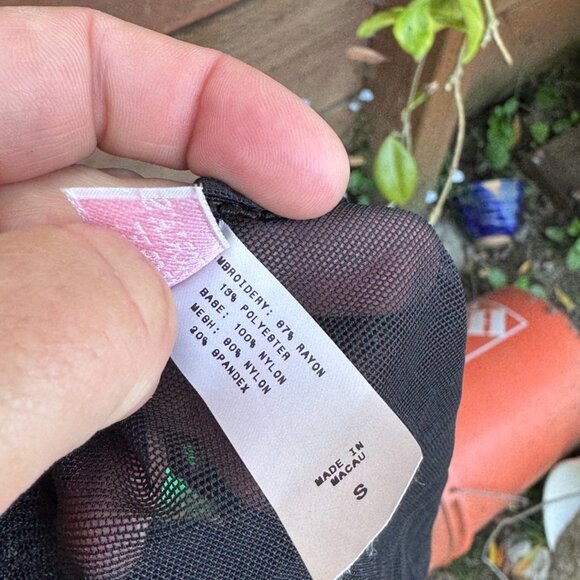 MBROIDERY: 87% RAYON
13% POLYESTER
BASE: 100% NYLON
MESH: 80% NYLON
20% SPANDEX
MADE IN
MACAU
S
H